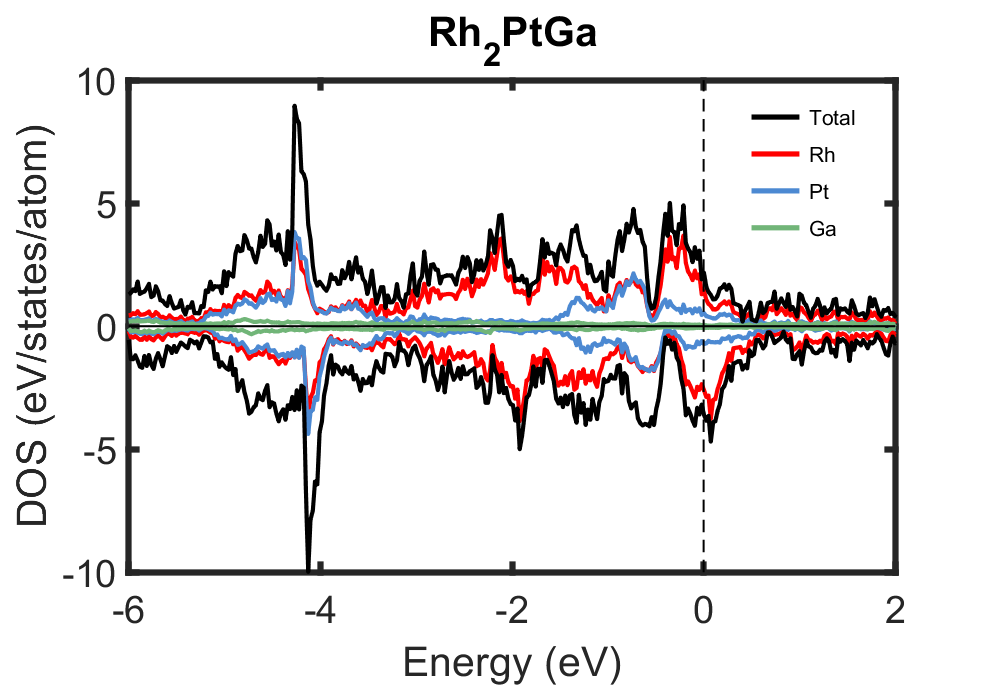 Rh2PtGa
10
5
0
-5
-10
DOS (eV/states/atom)
Total
Rh
Pt
Ga
-6 -4 -2 0 2
Energy (eV)